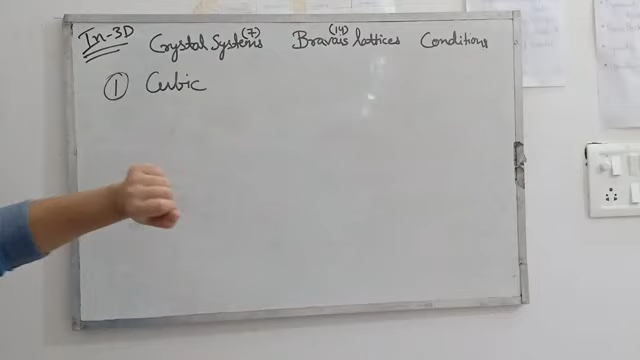 In-3D Crystal Systems (7) Bravais lattices (14) Conditions
① Cubic